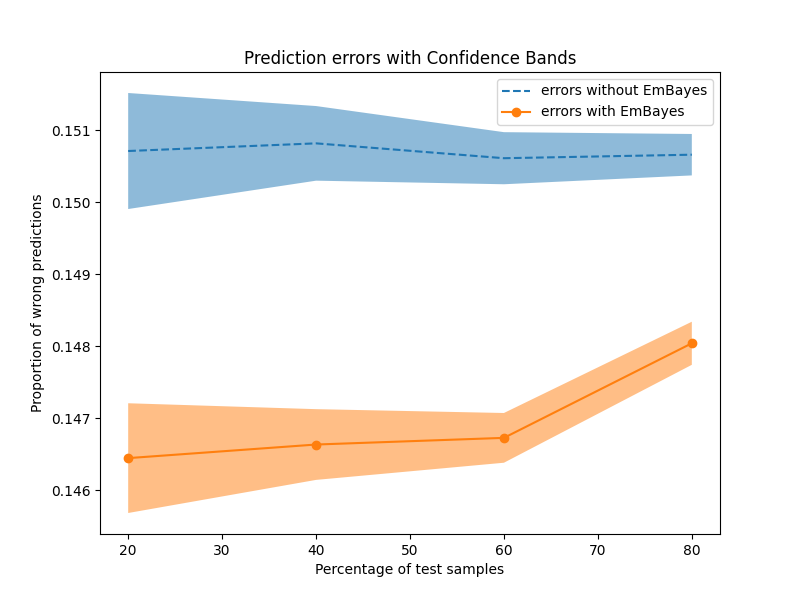 Prediction errors with Confidence Bands
errors without EmBayes
errors with EmBayes
Proportion of wrong predictions
0.151
0.150
0.149
0.148
0.147
0.146
20
30
40
50
60
70
80
Percentage of test samples